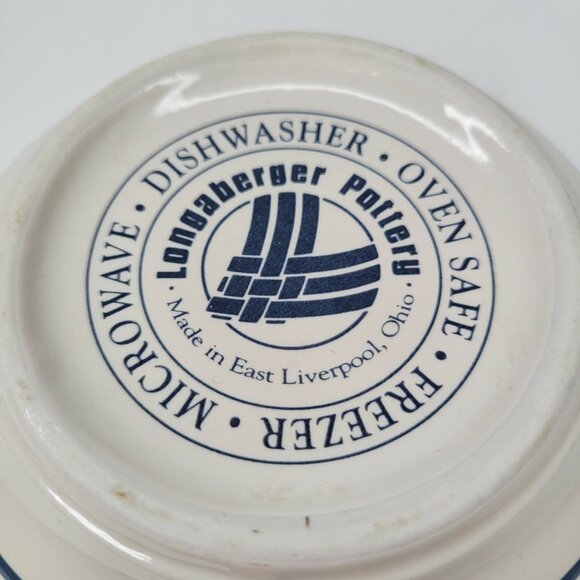 MICROWAVE • DISHWASHER • OVEN SAFE • FREEZER •
Longaberger Pottery
• Made in East Liverpool, Ohio •